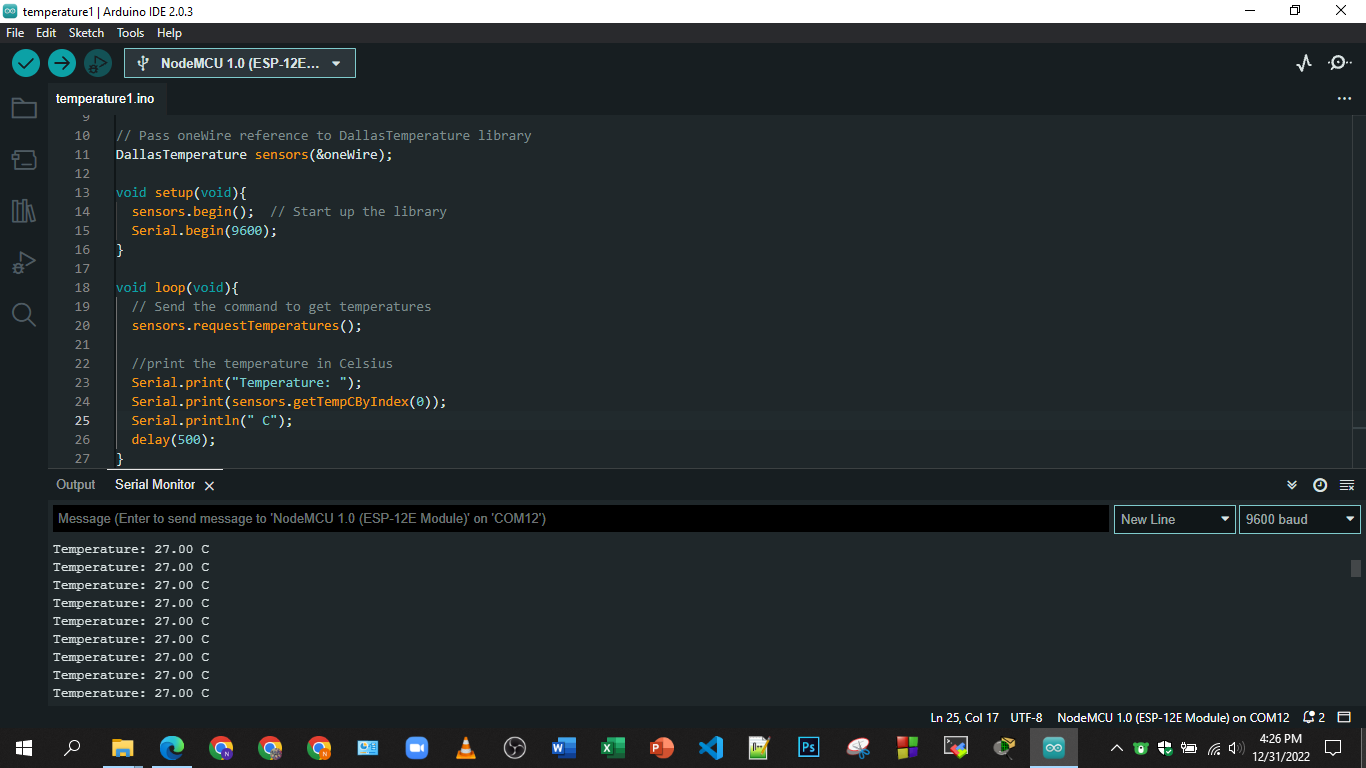 temperature1 | Arduino IDE 2.0.3
File Edit Sketch Tools Help
NodeMCU 1.0 (ESP-12E...
temperature1.ino
9
10 // Pass oneWire reference to DallasTemperature library
11 DallasTemperature sensors(&oneWire);
12
13 void setup(void){
14 sensors.begin();  // Start up the library
15 Serial.begin(9600);
16 }
17
18 void loop(void){
19 // Send the command to get temperatures
20 sensors.requestTemperatures();
21
22 //print the temperature in Celsius
23 Serial.print("Temperature: ");
24 Serial.print(sensors.getTempCByIndex(0));
25 Serial.println(" C");
26 delay(500);
27 }
Output Serial Monitor
Message (Enter to send message to 'NodeMCU 1.0 (ESP-12E Module)' on 'COM12') New Line 9600 baud
Temperature: 27.00 C
Temperature: 27.00 C
Temperature: 27.00 C
Temperature: 27.00 C
Temperature: 27.00 C
Temperature: 27.00 C
Temperature: 27.00 C
Temperature: 27.00 C
Temperature: 27.00 C
Ln 25, Col 17 UTF-8 NodeMCU 1.0 (ESP-12E Module) on COM12 2
4:26 PM
12/31/2022